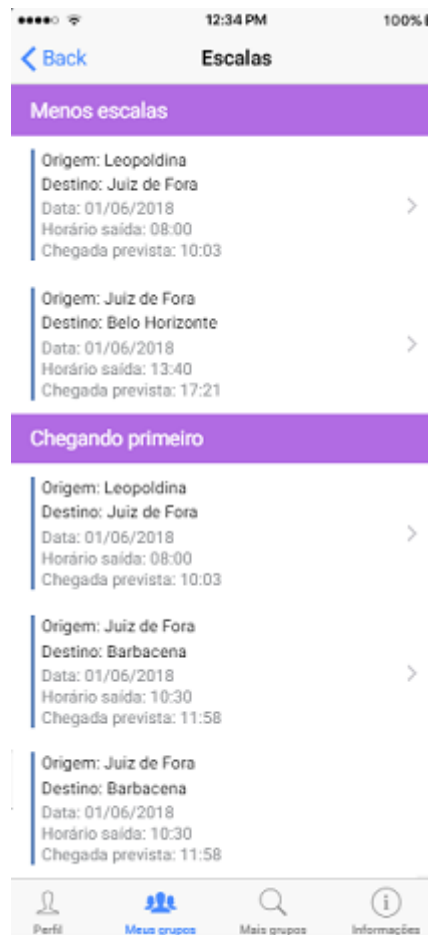 12:34 PM
100%
Back
Escalas
Menos escalas
Origem: Leopoldina
Destino: Juiz de Fora
Data: 01/06/2018
Horário saída: 08:00
Chegada prevista: 10:03
Origem: Juiz de Fora
Destino: Belo Horizonte
Data: 01/06/2018
Horário saída: 13:40
Chegada prevista: 17:21
Chegando primeiro
Origem: Leopoldina
Destino: Juiz de Fora
Data: 01/06/2018
Horário saída: 08:00
Chegada prevista: 10:03
Origem: Juiz de Fora
Destino: Barbacena
Data: 01/06/2018
Horário saída: 10:30
Chegada prevista: 11:58
Origem: Juiz de Fora
Destino: Barbacena
Data: 01/06/2018
Horário saída: 10:30
Chegada prevista: 11:58
Perfil
Meus grupos
Mais grupos
Informações